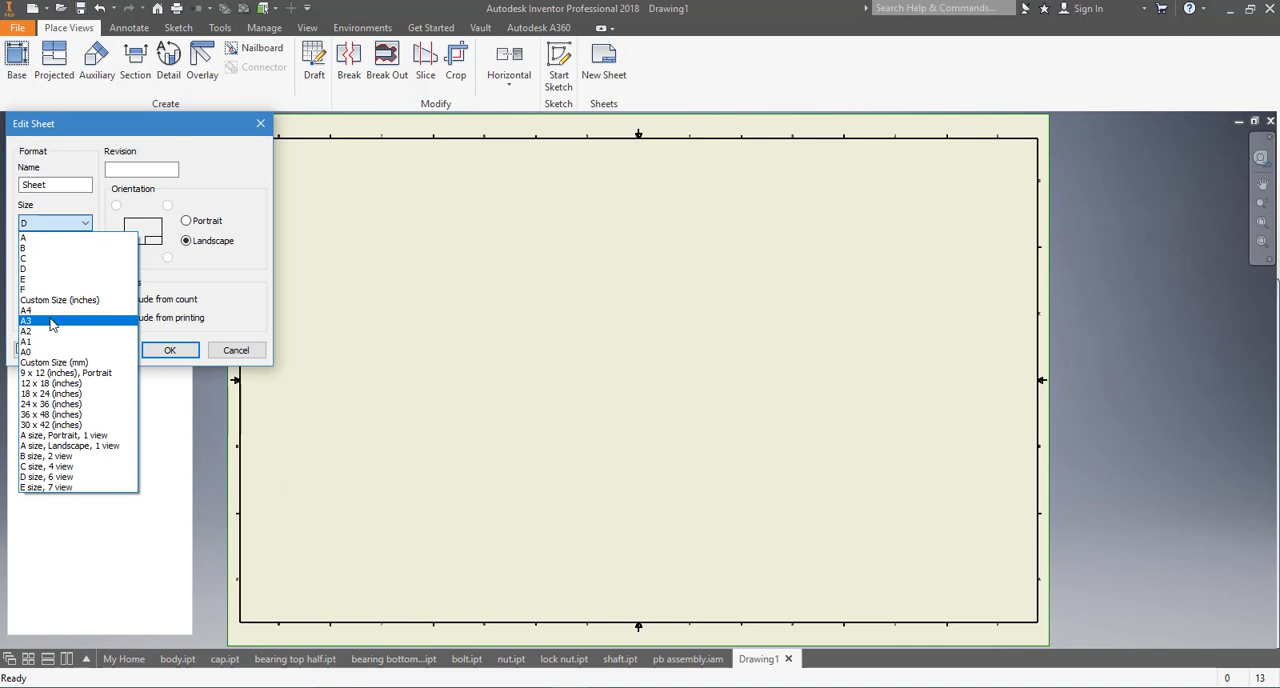 Autodesk Inventor Professional 2018 Drawing1
Search Help & Commands...
Sign In
PRO
File Place Views Annotate Sketch Tools Manage View Environments Get Started Vault Autodesk A360
Base Projected Auxiliary Section Detail Overlay
Nailboard
Connector
Draft Break Break Out Slice Crop Horizontal
Start Sketch
New Sheet
Create Modify Sketch Sheets
Edit Sheet
Format
Revision
Name
Sheet
Orientation
Size
Portrait
D
Landscape
A
B
C
D
E
F
Custom Size (inches)
ude from count
A4
A3
ude from printing
A2
A1
A0
OK Cancel
Custom Size (mm)
9 x 12 (inches), Portrait
12 x 18 (inches)
18 x 24 (inches)
24 x 36 (inches)
36 x 48 (inches)
30 x 42 (inches)
A size, Portrait, 1 view
A size, Landscape, 1 view
B size, 2 view
C size, 4 view
D size, 6 view
E size, 7 view
My Home body.ipt cap.ipt bearing top half.ipt bearing bottom...ipt bolt.ipt nut.ipt lock nut.ipt shaft.ipt pb assembly.iam Drawing1
Ready 0 13